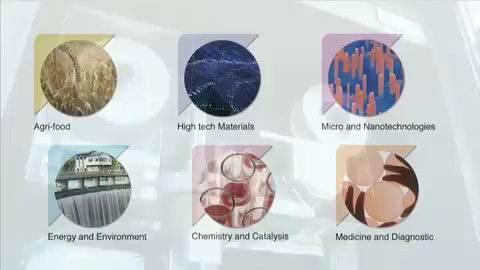 Agri-food
High tech Materials
Micro and Nanotechnologies
Energy and Environment
Chemistry and Catalysis
Medicine and Diagnostic